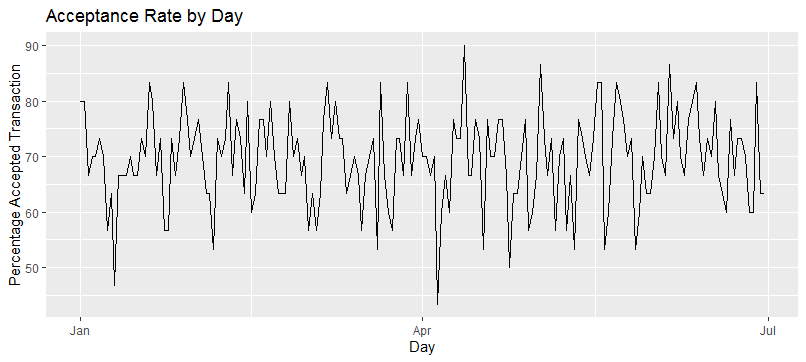 Acceptance Rate by Day
Percentage Accepted Transaction
90
80
70
60
50
Jan
Apr
Jul
Day